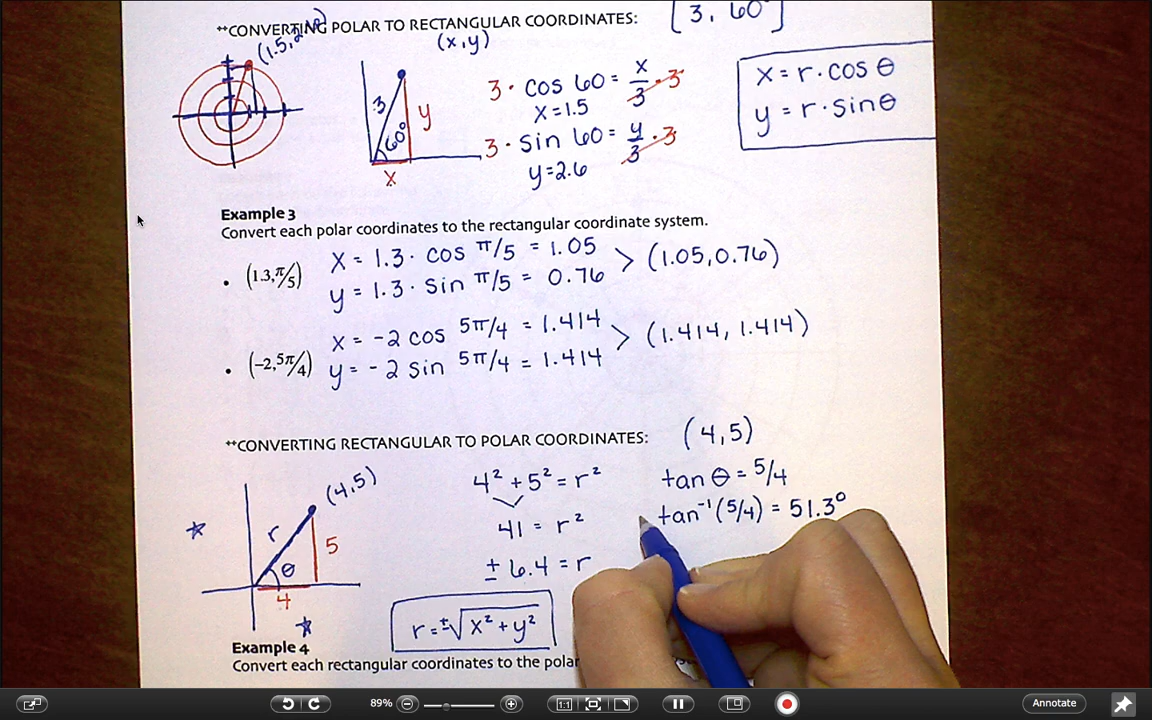 **CONVERTING POLAR TO RECTANGULAR COORDINATES:
[3, 60°]
(x,y)
(1.5, 2.6)
3
60°
y
x
3· cos 60 = x/3 · 3
x = 1.5
3· sin 60 = y/3 · 3
y = 2.6
x = r · cos θ
y = r · sin θ
Example 3
Convert each polar coordinates to the rectangular coordinate system.
• (1.3, π/5)
x = 1.3 · cos π/5 = 1.05
y = 1.3 · sin π/5 = 0.76
> (1.05, 0.76)
• (−2, 5π/4)
x = -2 cos 5π/4 = 1.414
y = -2 sin 5π/4 = 1.414
> (1.414, 1.414)
**CONVERTING RECTANGULAR TO POLAR COORDINATES:
(4,5)
(4,5)
r
θ
5
4
4² + 5² = r²
41 = r²
± 6.4 = r
r = ±√x² + y²
tan θ = 5/4
tan⁻¹ (5/4) = 51.3°
Example 4
Convert each rectangular coordinates to the polar
89%
1:1
Annotate